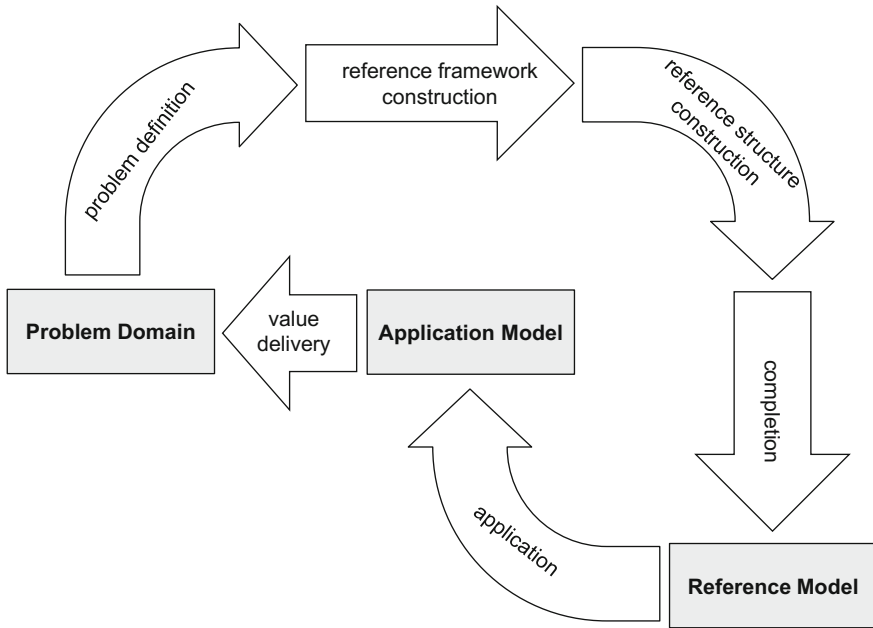 problem definition
reference framework
construction
reference structure
construction
Problem Domain
value
delivery
Application Model
completion
application
Reference Model